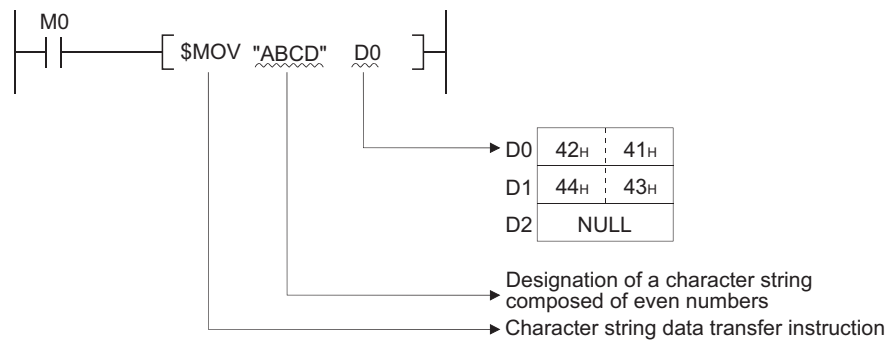 M0
$MOV "ABCD" D0
D0 42H 41H
D1 44H 43H
D2 NULL
Designation of a character string
composed of even numbers
Character string data transfer instruction